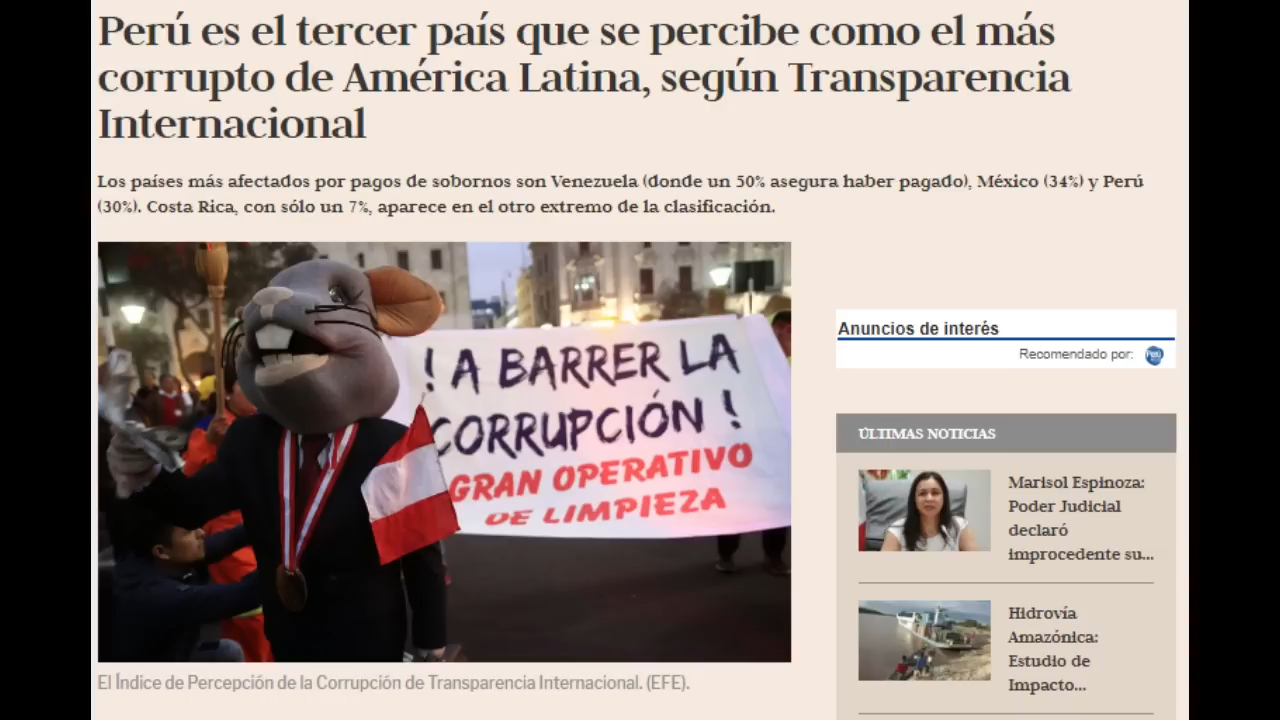 Perú es el tercer país que se percibe como el más
corrupto de América Latina, según Transparencia
Internacional
Los países más afectados por pagos de sobornos son Venezuela (donde un 50% asegura haber pagado), México (34%) y Perú
(30%). Costa Rica, con sólo un 7%, aparece en el otro extremo de la clasificación.
! A BARRER LA
CORRUPCIÓN !
GRAN OPERATIVO
DE LIMPIEZA
El Índice de Percepción de la Corrupción de Transparencia Internacional. (EFE).
Anuncios de interés
Recomendado por:
ÚLTIMAS NOTICIAS
Marisol Espinoza:
Poder Judicial
declaró
improcedente su...
Hidrovía
Amazónica:
Estudio de
Impacto...